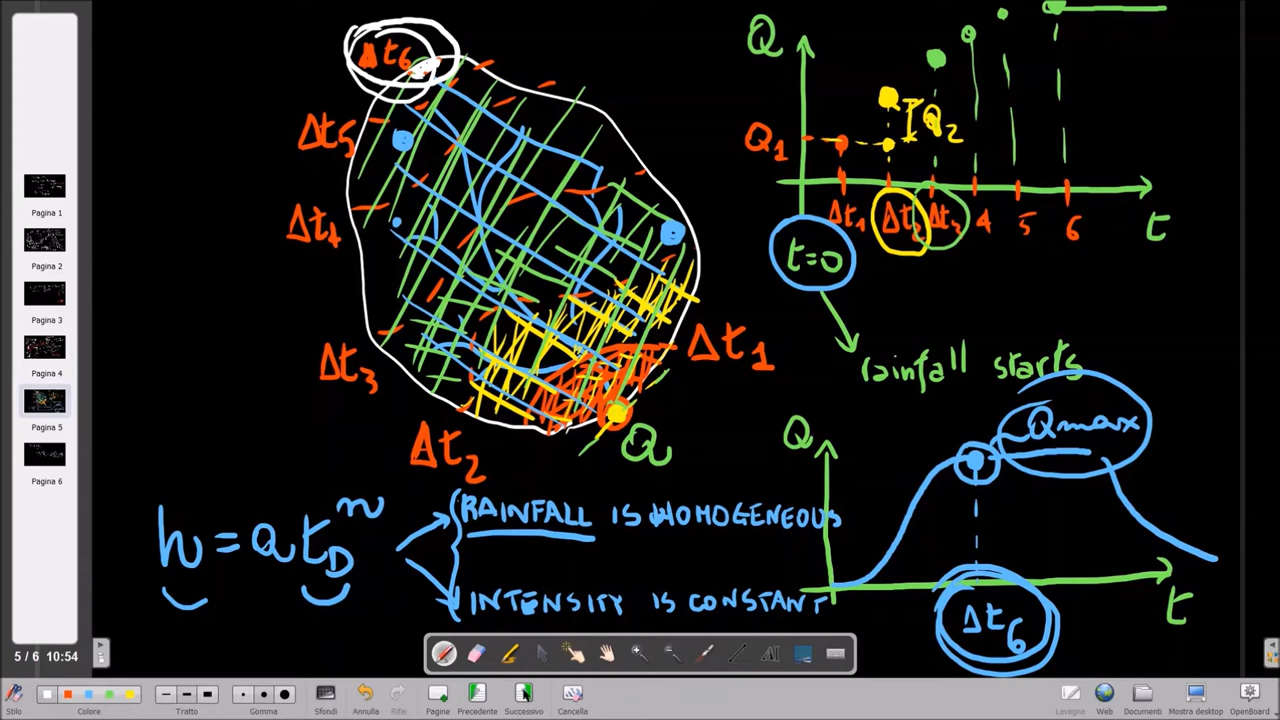 Δt6
Δt5
Δt4
Δt3
Δt2
Δt1
Q
Q
Q1
Q2
Δt1 Δt2 Δt3 4 5 6 t
t=0
rainfall starts
Q
Qmax
Δt6
t
h = a tD^n
RAINFALL IS HOMOGENEOUS
INTENSITY IS CONSTANT
Pagina 1
Pagina 2
Pagina 3
Pagina 4
Pagina 5
Pagina 6
5 / 6 10:54
Stilo
Colore
Tratto
Gomma
Sfondi
Annulla
Rifai
Pagine
Precedente
Successivo
Cancella
Lavagna
Web
Documenti
Mostra desktop
OpenBoard